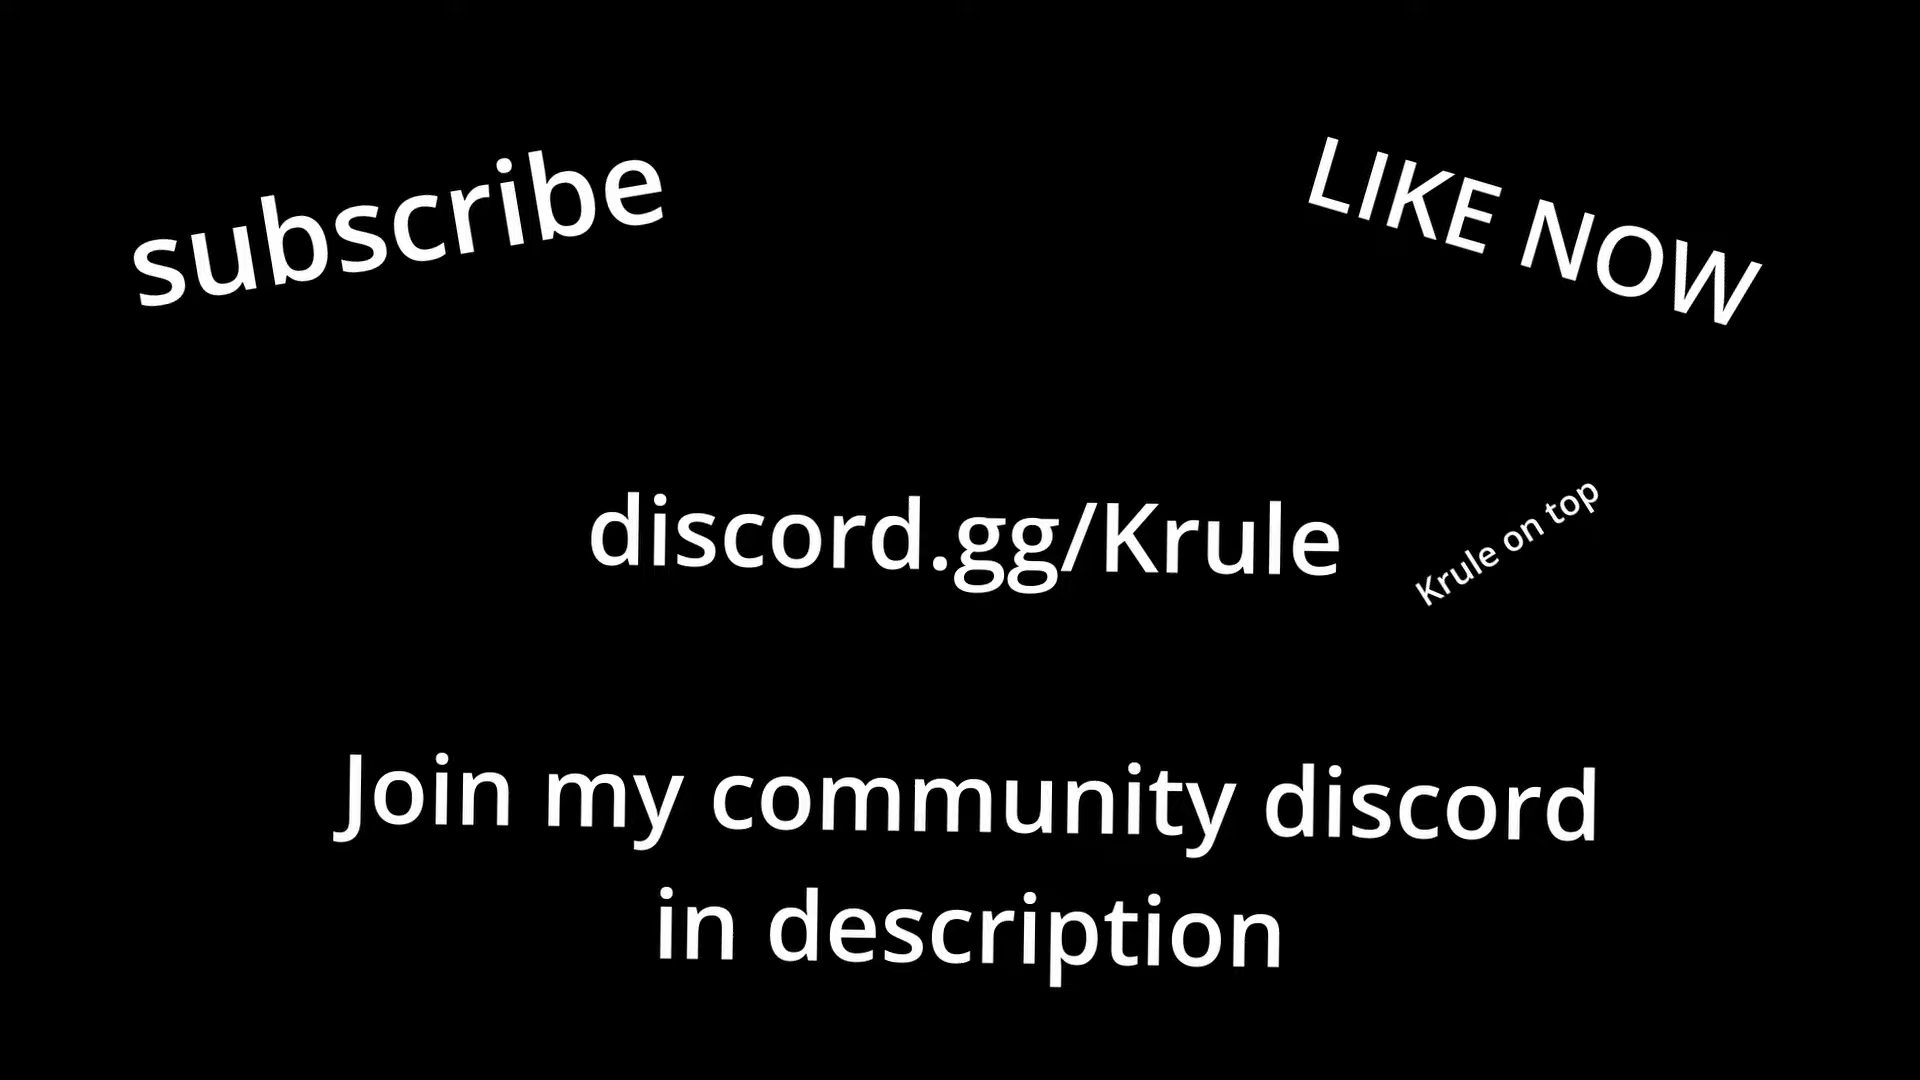 subscribe
LIKE NOW
discord.gg/Krule
Krule on top
Join my community discord
in description